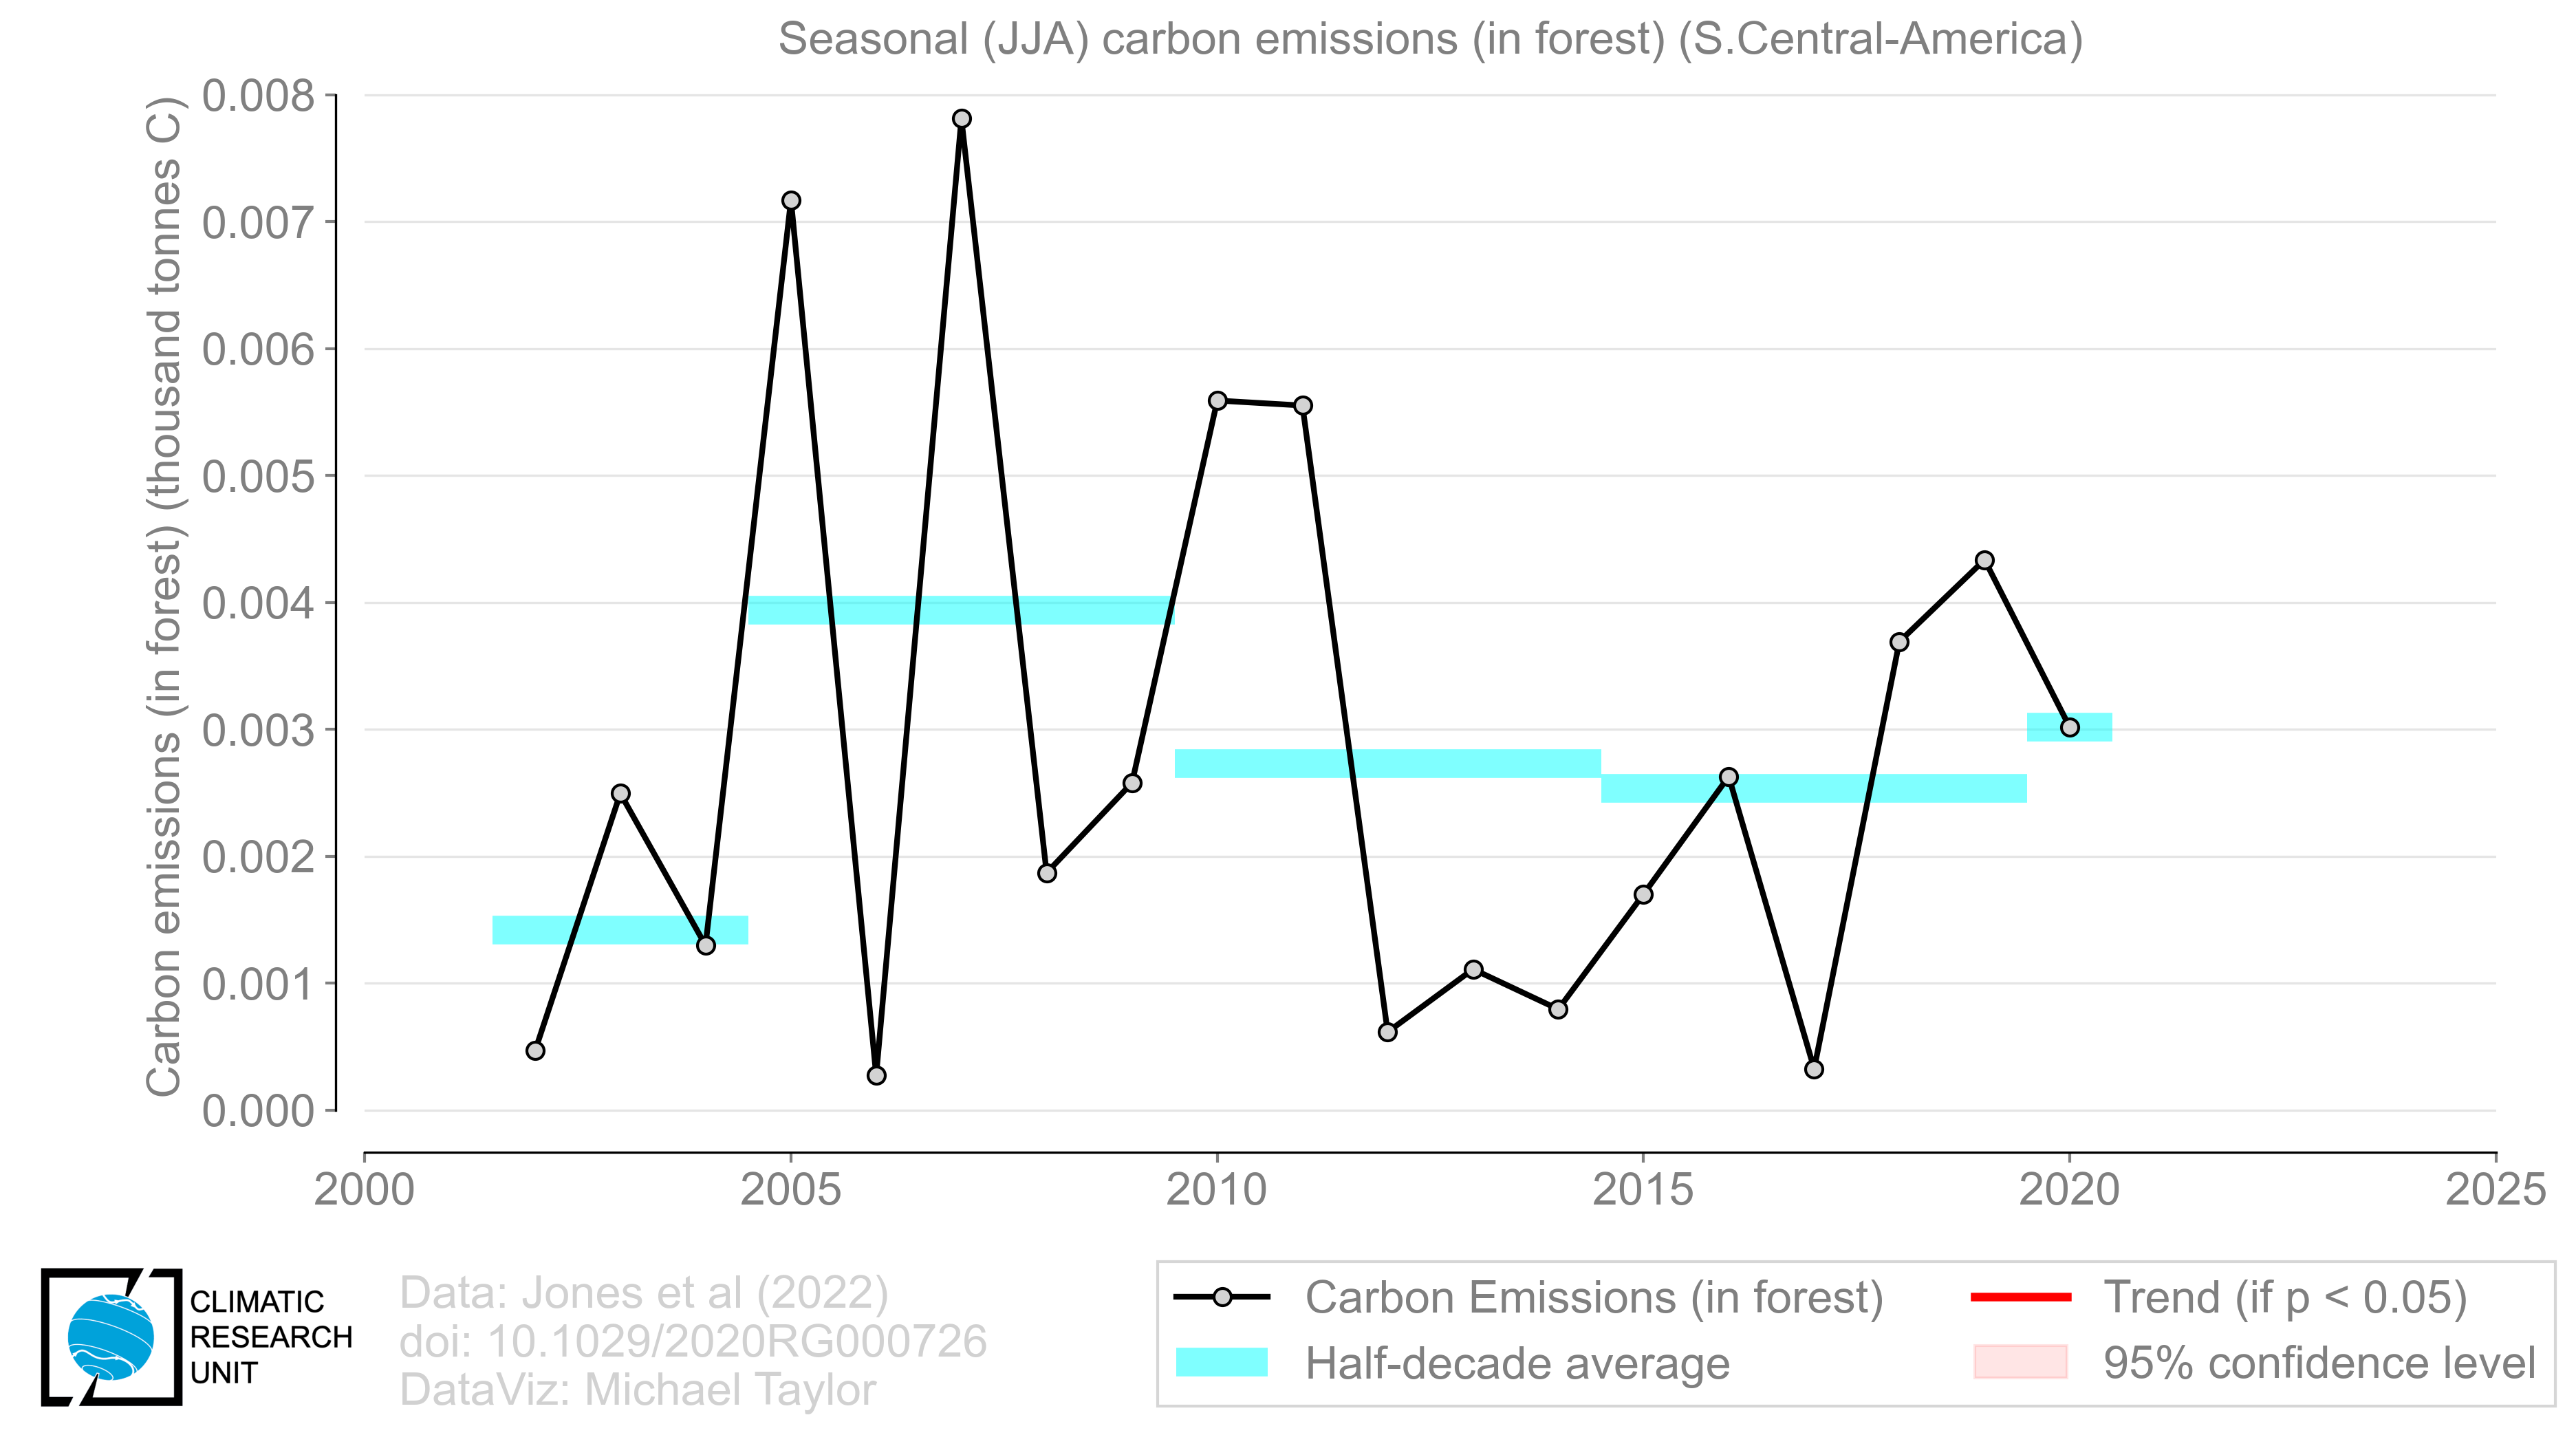 Seasonal (JJA) carbon emissions (in forest) (S.Central-America)
Carbon emissions (in forest) (thousand tonnes C)
0.008
0.007
0.006
0.005
0.004
0.003
0.002
0.001
0.000
2000
2005
2010
2015
2020
2025
CLIMATIC
RESEARCH
UNIT
Data: Jones et al (2022)
doi: 10.1029/2020RG000726
DataViz: Michael Taylor
Carbon Emissions (in forest)
Half-decade average
Trend (if p < 0.05)
95% confidence level